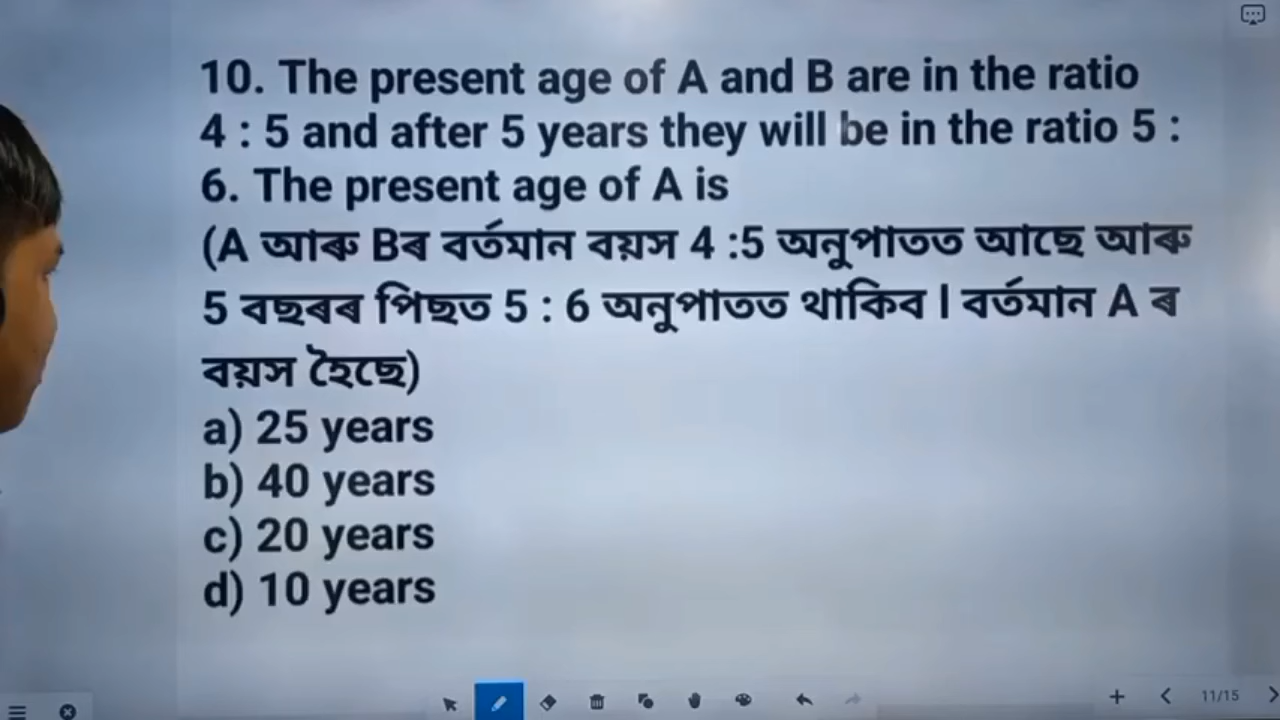 10. The present age of A and B are in the ratio
4 : 5 and after 5 years they will be in the ratio 5 :
6. The present age of A is
(A আৰু Bৰ বৰ্তমান বয়স 4 :5 অনুপাতত আছে আৰু
5 বছৰৰ পিছত 5 : 6 অনুপাতত থাকিব l বৰ্তমান A ৰ
বয়স হৈছে)
a) 25 years
b) 40 years
c) 20 years
d) 10 years
11/15